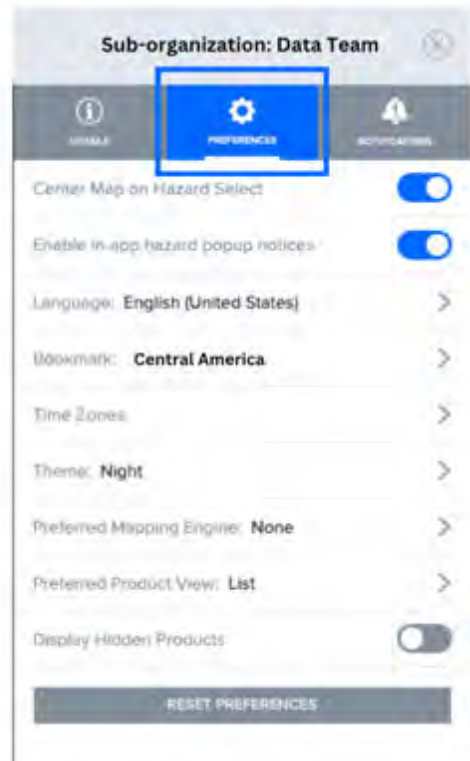 Sub-organization: Data Team
DETAILS PREFERENCES NOTIFICATIONS
Center Map on Hazard Select
Enable in-app hazard popup notices
Language: English (United States)
Bookmark: Central America
Time Zones
Theme: Night
Preferred Mapping Engine: None
Preferred Product View: List
Display Hidden Products
RESET PREFERENCES